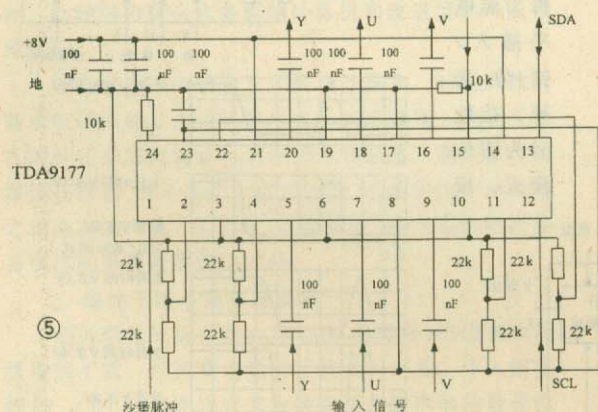 Y U V SDA
+8V
100 nF 100 μF 100 nF 100 nF 100 100 nF 100 nF
地
10k
10k
24 23 22 21 20 19 18 17 16 15 14 13
TDA9177
1 2 3 4 5 6 7 8 9 10 11 12
22k 22k 22k 22k
100 nF 100 nF 100 nF
⑤
22k 22k 22k 22k
沙堡脉冲 Y U V SCL
输入信号